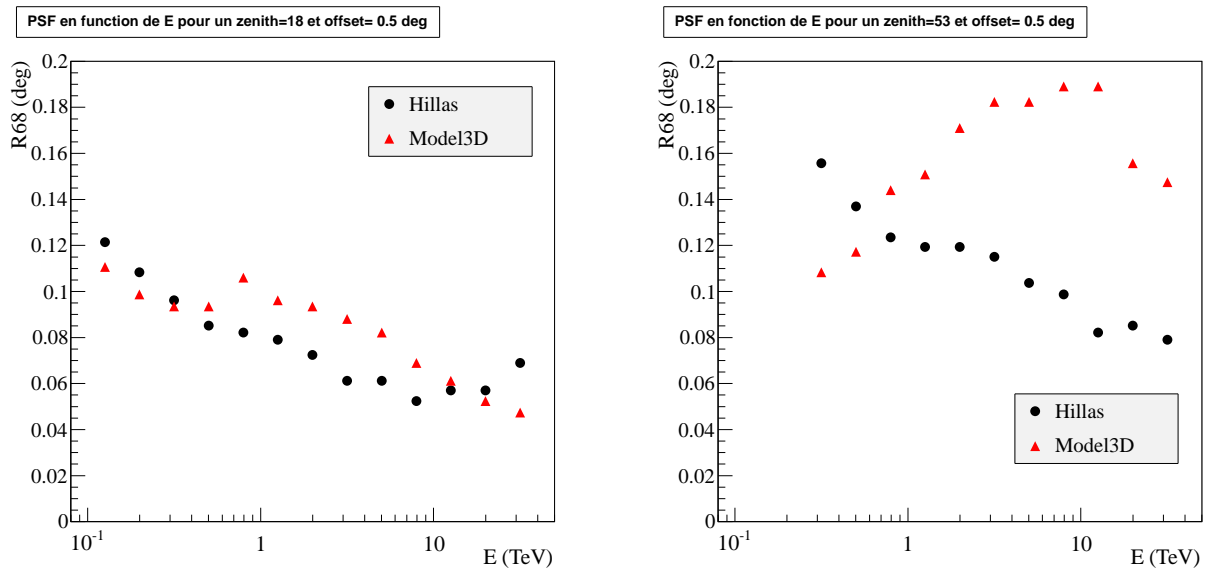 PSF en function de E pour un zenith=18 et offset= 0.5 deg
R68 (deg)
0.2
0.18
0.16
0.14
0.12
0.1
0.08
0.06
0.04
0.02
0
Hillas
Model3D
10-1
1
10
E (TeV)
PSF en fonction de E pour un zenith=53 et offset= 0.5 deg
R68 (deg)
0.2
0.18
0.16
0.14
0.12
0.1
0.08
0.06
0.04
0.02
0
Hillas
Model3D
10-1
1
10
E (TeV)